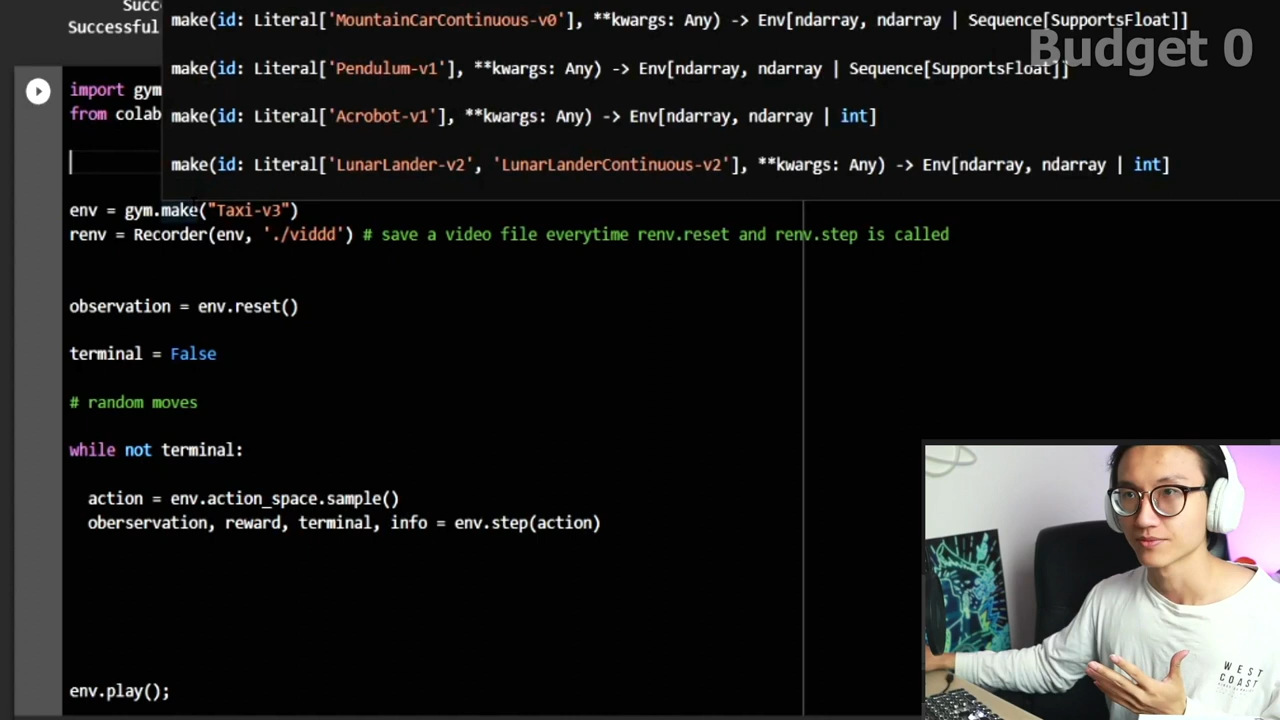 Succ
Successful
make(id: Literal['MountainCarContinuous-v0'], **kwargs: Any) -> Env[ndarray, ndarray | Sequence[SupportsFloat]]
Budget 0
make(id: Literal['Pendulum-v1'], **kwargs: Any) -> Env[ndarray, ndarray | Sequence[SupportsFloat]]
import gym
from colab
make(id: Literal['Acrobot-v1'], **kwargs: Any) -> Env[ndarray, ndarray | int]
make(id: Literal['LunarLander-v2', 'LunarLanderContinuous-v2'], **kwargs: Any) -> Env[ndarray, ndarray | int]
env = gym.make("Taxi-v3")
renv = Recorder(env, './viddd') # save a video file everytime renv.reset and renv.step is called
observation = env.reset()
terminal = False
# random moves
while not terminal:
action = env.action_space.sample()
oberservation, reward, terminal, info = env.step(action)
env.play();
WEST
COAST